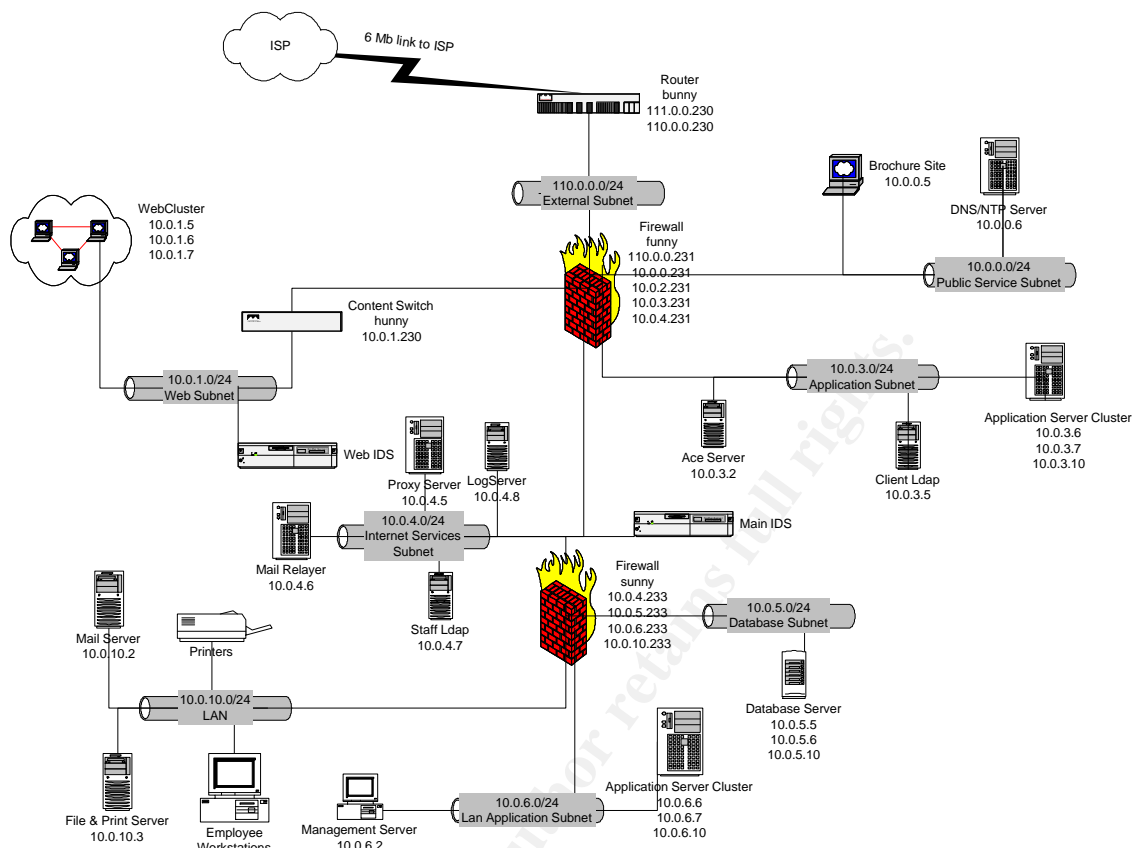 ISP
6 Mb link to ISP
Router
bunny
111.0.0.230
110.0.0.230
110.0.0.0/24
External Subnet
Brochure Site
10.0.0.5
DNS/NTP Server
10.0.0.6
10.0.0.0/24
Public Service Subnet
WebCluster
10.0.1.5
10.0.1.6
10.0.1.7
Firewall
funny
110.0.0.231
10.0.0.231
10.0.2.231
10.0.3.231
10.0.4.231
Content Switch
hunny
10.0.1.230
10.0.1.0/24
Web Subnet
Web IDS
10.0.3.0/24
Application Subnet
Ace Server
10.0.3.2
Client Ldap
10.0.3.5
Application Server Cluster
10.0.3.6
10.0.3.7
10.0.3.10
Proxy Server
10.0.4.5
LogServer
10.0.4.8
10.0.4.0/24
Internet Services
Subnet
Main IDS
Mail Relayer
10.0.4.6
Staff Ldap
10.0.4.7
Firewall
sunny
10.0.4.233
10.0.5.233
10.0.6.233
10.0.10.233
10.0.5.0/24
Database Subnet
Database Server
10.0.5.5
10.0.5.6
10.0.5.10
Mail Server
10.0.10.2
Printers
10.0.10.0/24
LAN
File & Print Server
10.0.10.3
Employee
Workstations
Management Server
10.0.6.2
10.0.6.0/24
Lan Application Subnet
Application Server Cluster
10.0.6.6
10.0.6.7
10.0.6.10
uthor retains full rights.